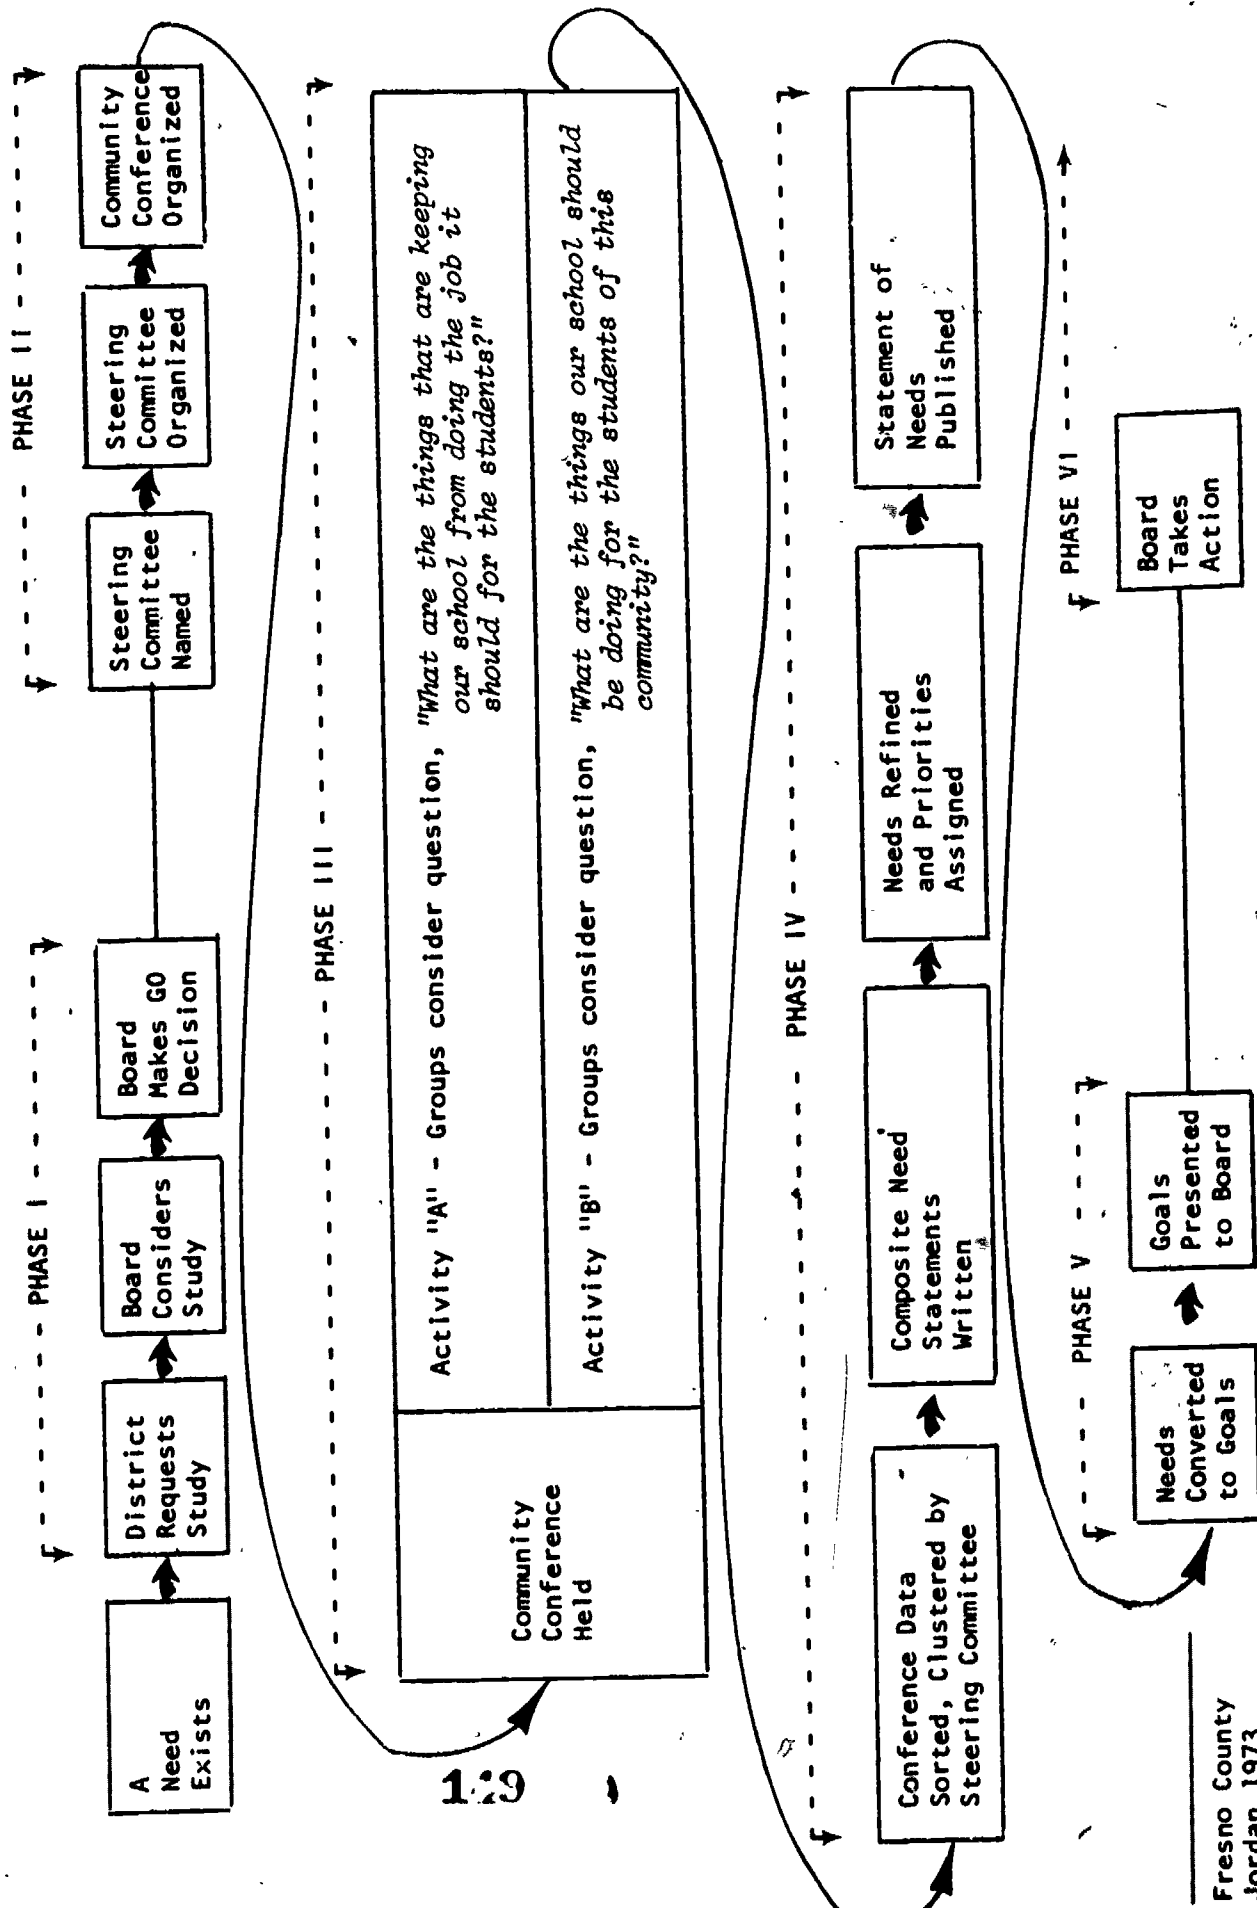 PHASE I
PHASE II
A
Need
Exists
District
Requests
Study
Board
Considers
Study
Board
Makes GO
Decision
Steering
Committee
Named
Steering
Committee
Organized
Community
Conference
Organized
PHASE III
Community
Conference
Held
Activity "A" - Groups consider question, "What are the things that are keeping
our school from doing the job it
should for the students?"
Activity "B" - Groups consider question, "What are the things our school should
be doing for the students of this
community?"
PHASE IV
Conference Data
Sorted, Clustered by
Steering Committee
Composite Need
Statements
Written
Needs Refined
and Priorities
Assigned
Statement of
Needs
Published
PHASE V
PHASE VI
Needs
Converted
to Goals
Goals
Presented
to Board
Board
Takes
Action
Fresno County
Jordan 1973